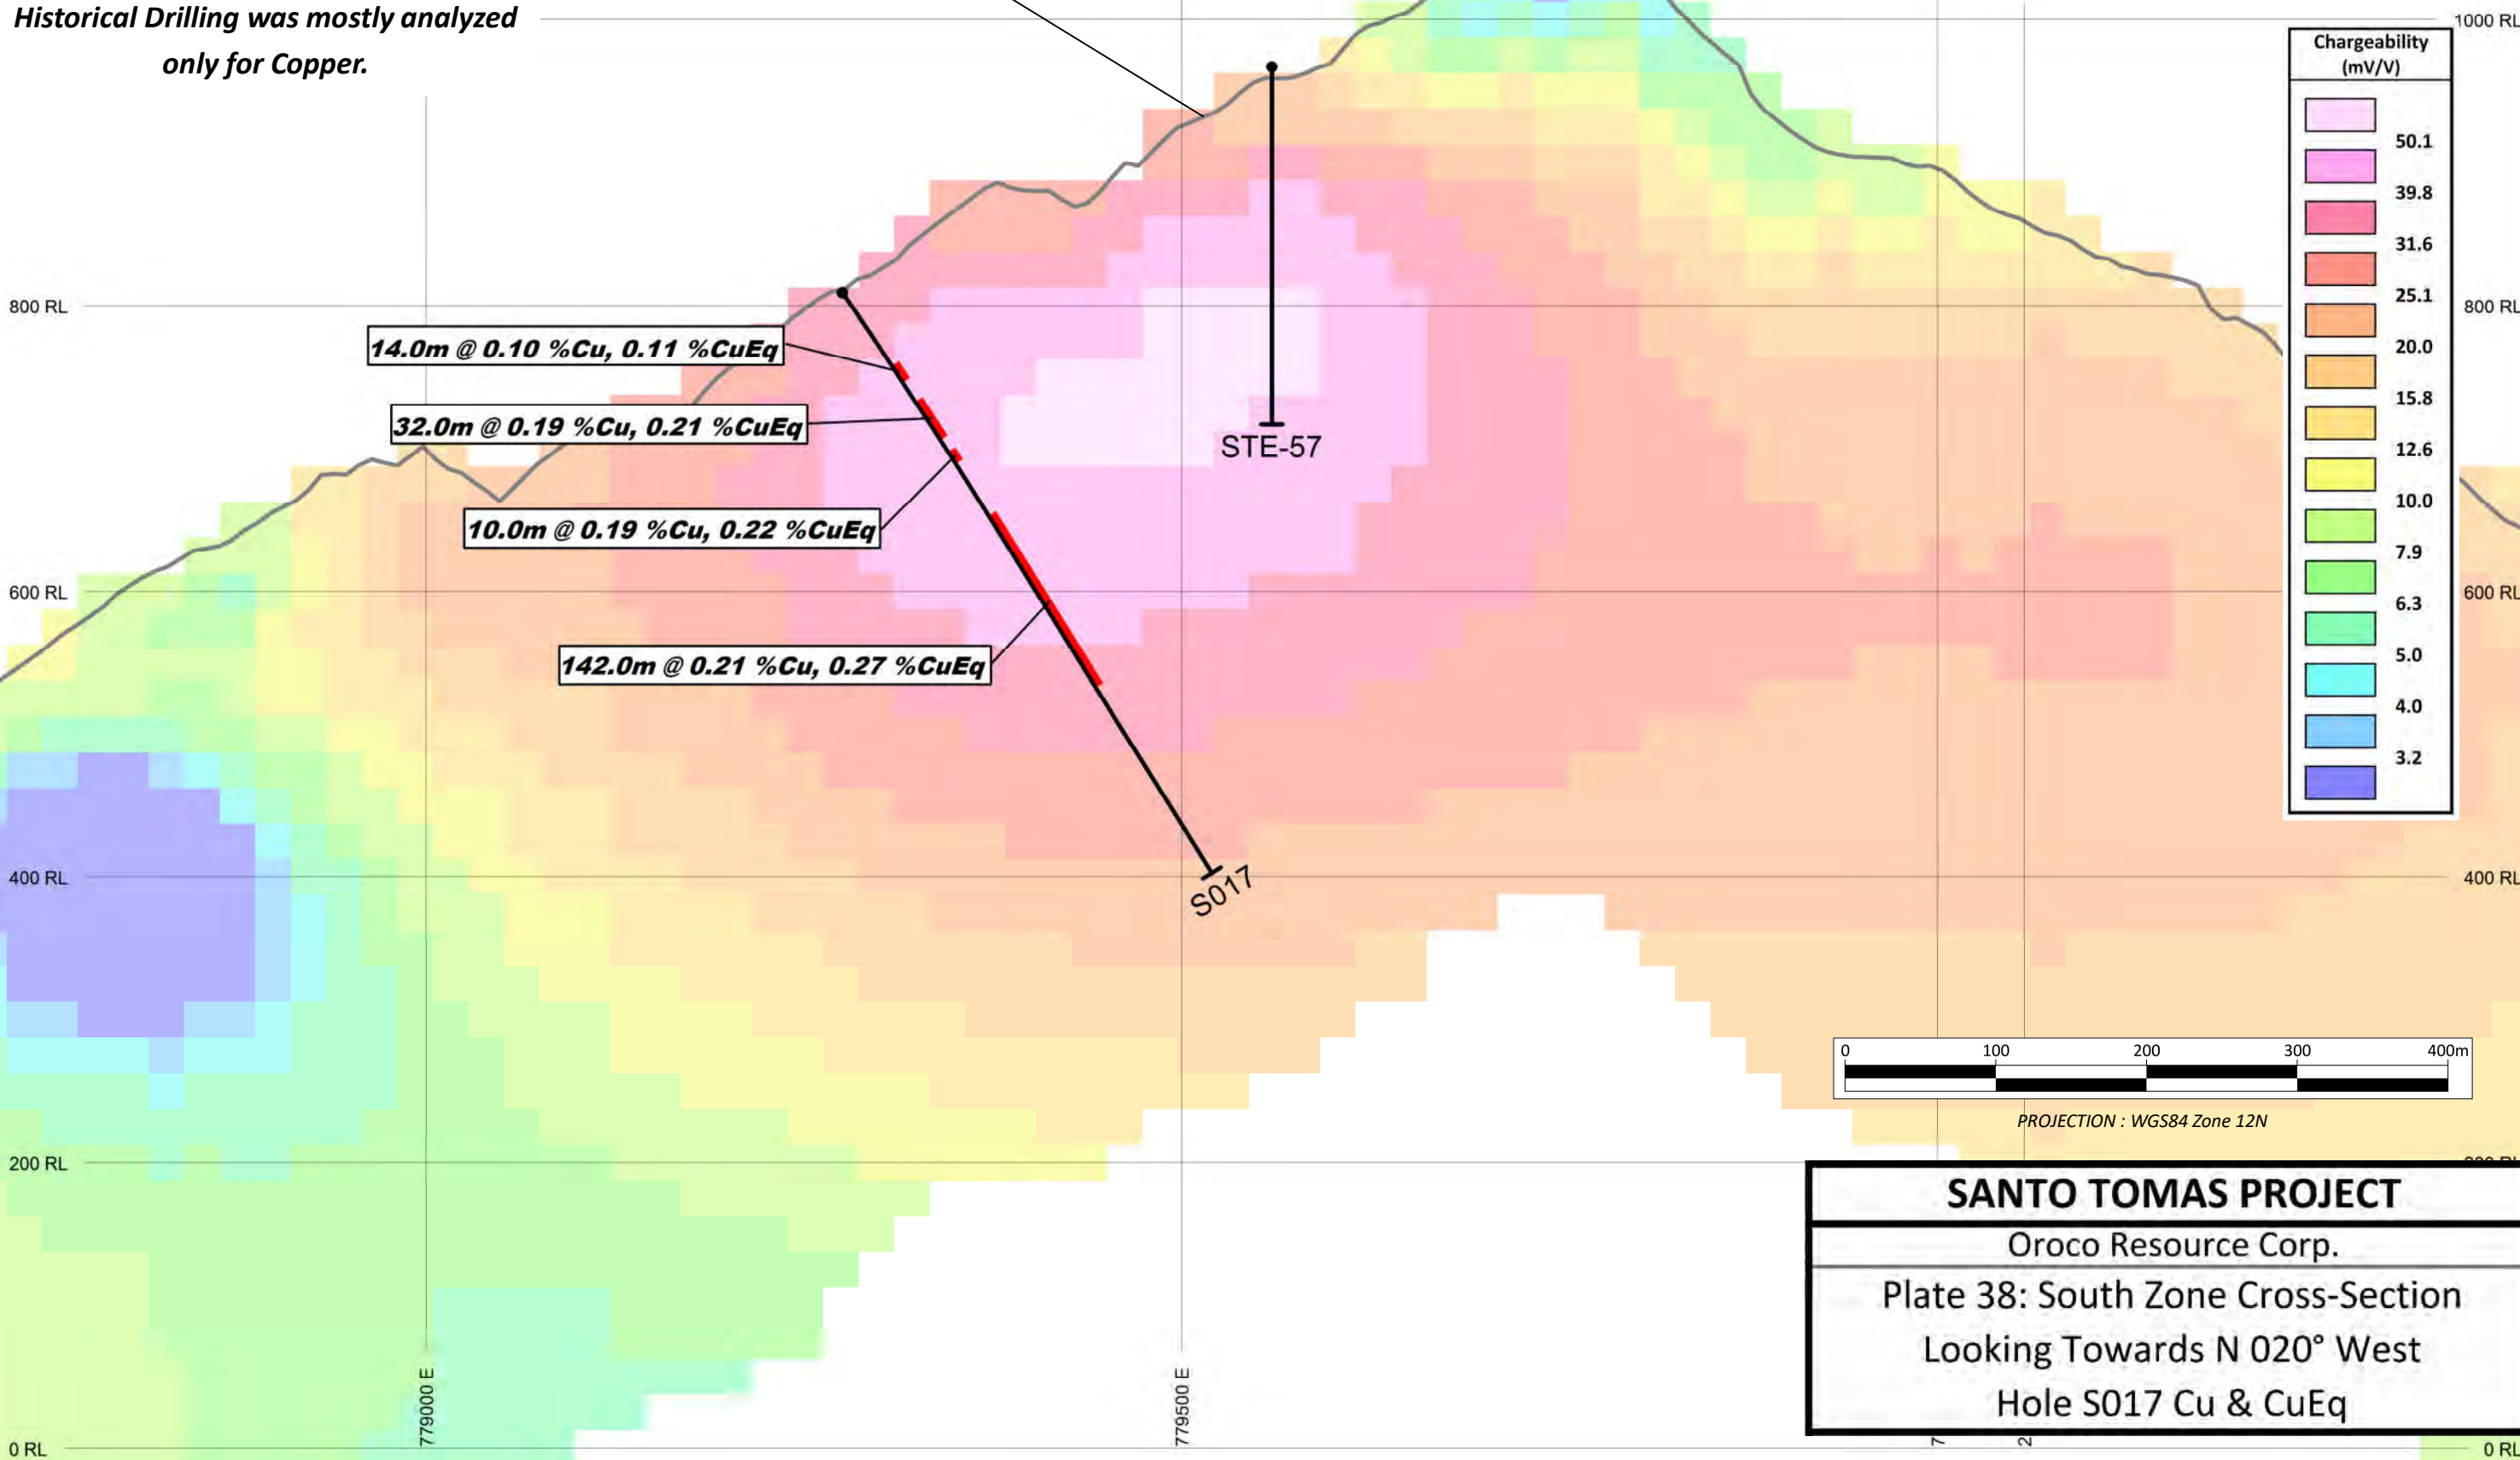 Historical Drilling was mostly analyzed
only for Copper.
1000 RL
Chargeability
(mV/V)
50.1
39.8
31.6
25.1
20.0
15.8
12.6
10.0
7.9
6.3
5.0
4.0
3.2
800 RL
800 RL
14.0m @ 0.10 %Cu, 0.11 %CuEq
32.0m @ 0.19 %Cu, 0.21 %CuEq
STE-57
10.0m @ 0.19 %Cu, 0.22 %CuEq
600 RL
600 RL
142.0m @ 0.21 %Cu, 0.27 %CuEq
400 RL
S017
400 RL
0 100 200 300 400m
PROJECTION : WGS84 Zone 12N
200 RL
SANTO TOMAS PROJECT
Oroco Resource Corp.
Plate 38: South Zone Cross-Section
Looking Towards N 020° West
Hole S017 Cu & CuEq
779000 E
779500 E
7
2
0 RL
0 RL